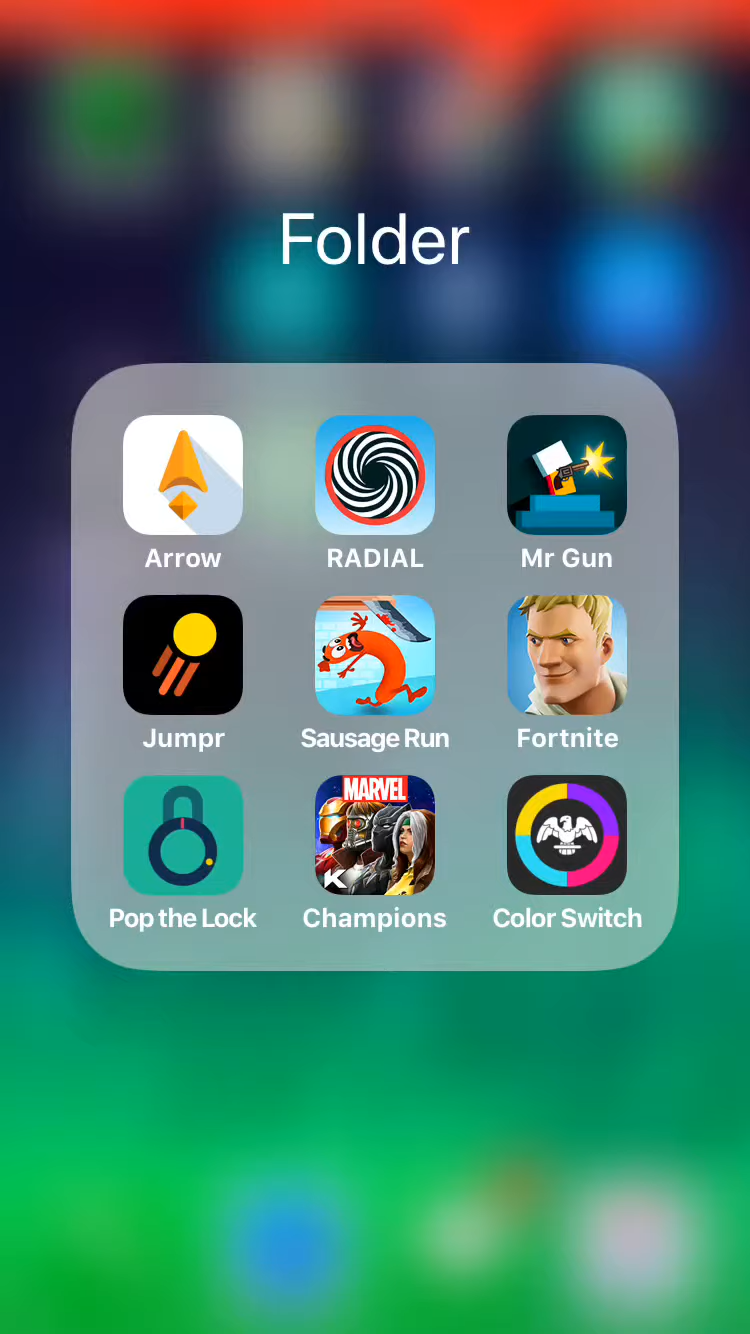 Folder
Arrow
RADIAL
Mr Gun
Jumpr
Sausage Run
Fortnite
MARVEL
K
Pop the Lock
Champions
Color Switch